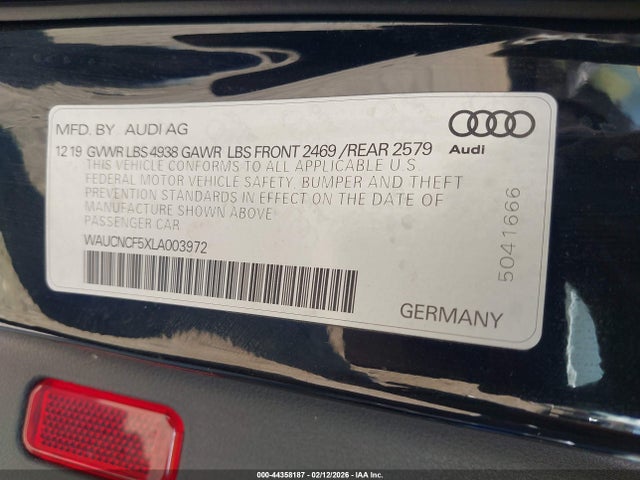 MFD. BY AUDI AG
12 19 GVWR LBS 4938 GAWR LBS FRONT 2469 /REAR 2579
THIS VEHICLE CONFORMS TO ALL APPLICABLE U.S
FEDERAL MOTOR VEHICLE SAFETY, BUMPER AND THEFT
PREVENTION STANDARDS IN EFFECT ON THE DATE OF
MANUFACTURE SHOWN ABOVE
PASSENGER CAR
WAUCNCF5XLA003972
Audi
5041666
GERMANY
000-44358187 - 02/12/2026 - IAA Inc.